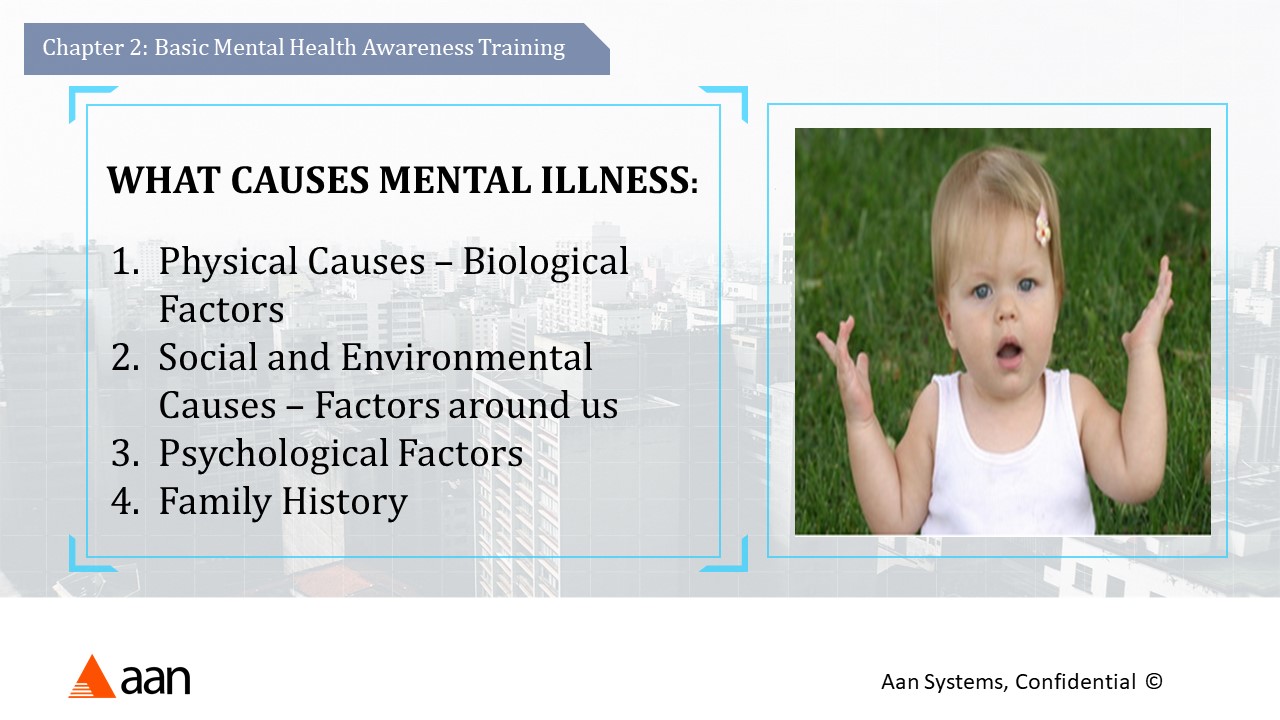 Chapter 2: Basic Mental Health Awareness Training
WHAT CAUSES MENTAL ILLNESS:
1. Physical Causes – Biological
Factors
2. Social and Environmental
Causes – Factors around us
3. Psychological Factors
4. Family History
aan
Aan Systems, Confidential ©